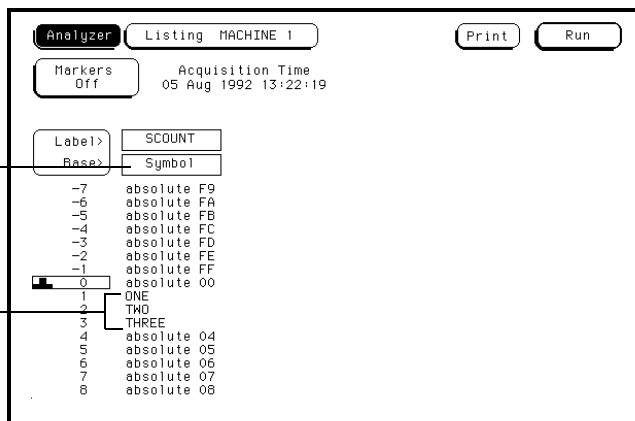 Analyzer Listing MACHINE 1 Print Run
Markers Off Acquisition Time 05 Aug 1992 13:22:19
Label> SCOUNT
Base> Symbol
-7 absolute F9
-6 absolute FA
-5 absolute FB
-4 absolute FC
-3 absolute FD
-2 absolute FE
-1 absolute FF
0 absolute 00
1 ONE
2 TWO
3 THREE
4 absolute 04
5 absolute 05
6 absolute 06
7 absolute 07
8 absolute 08